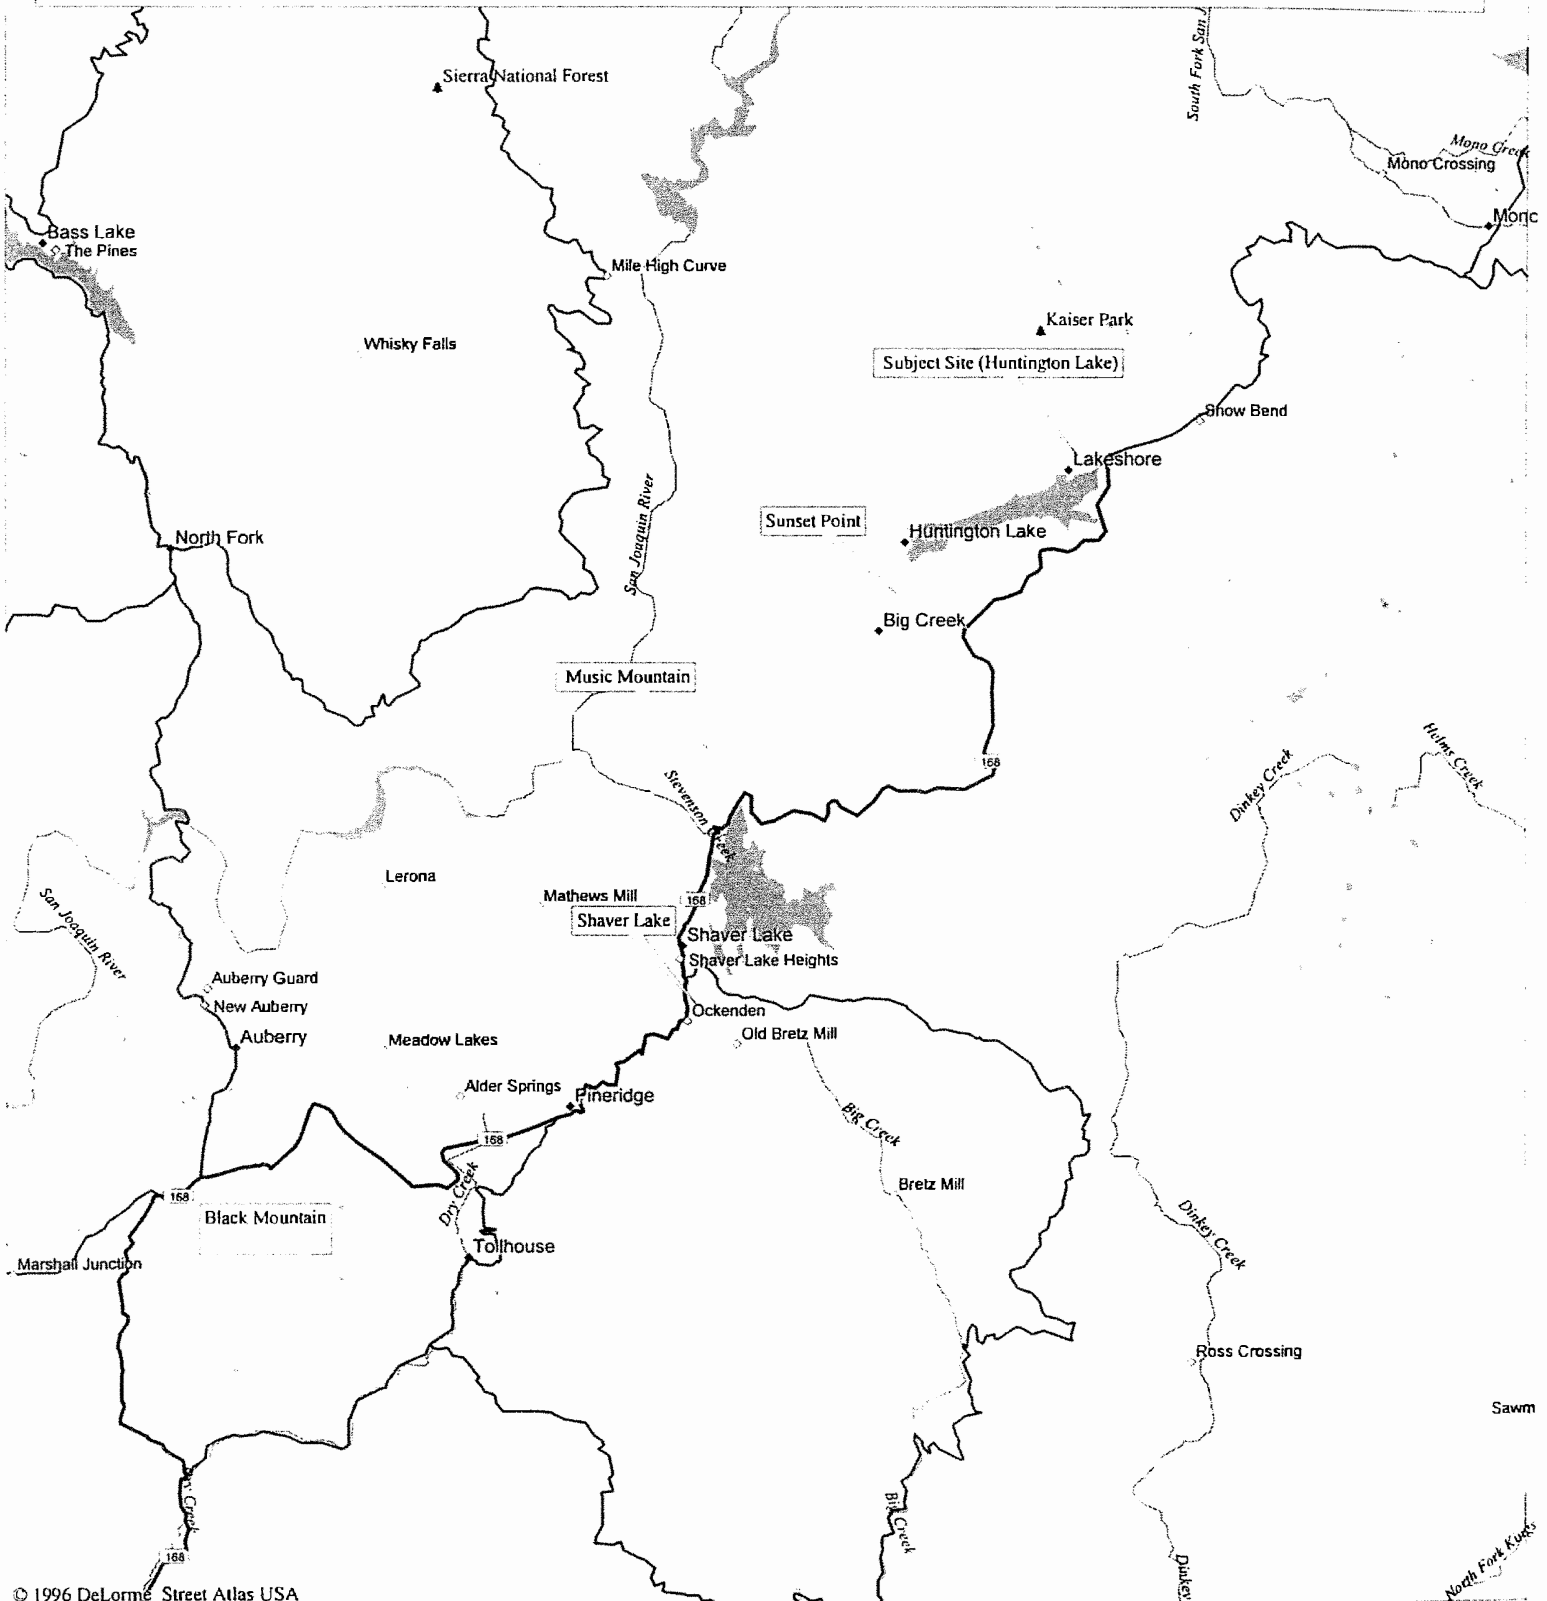 South Fork San J
Sierra National Forest
Mono Creek
Mono Crossing
Mono
Bass Lake
The Pines
Mile High Curve
Kaiser Park
Whisky Falls
Subject Site (Huntington Lake)
Snow Bend
Lakeshore
San Joaquin River
Sunset Point
Huntington Lake
North Fork
Big Creek
Music Mountain
168
Holms Creek
Dinkey Creek
Stevenson Creek
Lerona
Mathews Mill
168
Shaver Lake
San Joaquin River
Shaver Lake
Shaver Lake Heights
Auberry Guard
New Auberry
Ockenden
Auberry
Meadow Lakes
Old Bretz Mill
Alder Springs
Pineridge
Big Creek
168
Dry Creek
Bretz Mill
168
Black Mountain
Dinkey Creek
Tollhouse
Marshall Junction
Ross Crossing
Sawm
Dry Creek
Big Creek
168
Dinkey
North Fork Kings
© 1996 DeLorme Street Atlas USA